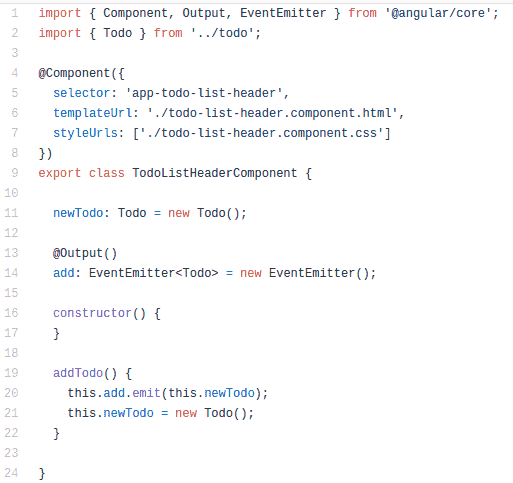 1 import { Component, Output, EventEmitter } from '@angular/core';
2 import { Todo } from '../todo';
3
4 @Component({
5   selector: 'app-todo-list-header',
6   templateUrl: './todo-list-header.component.html',
7   styleUrls: ['./todo-list-header.component.css']
8 })
9 export class TodoListHeaderComponent {
10
11   newTodo: Todo = new Todo();
12
13   @Output()
14   add: EventEmitter<Todo> = new EventEmitter();
15
16   constructor() {
17   }
18
19   addTodo() {
20     this.add.emit(this.newTodo);
21     this.newTodo = new Todo();
22   }
23
24 }